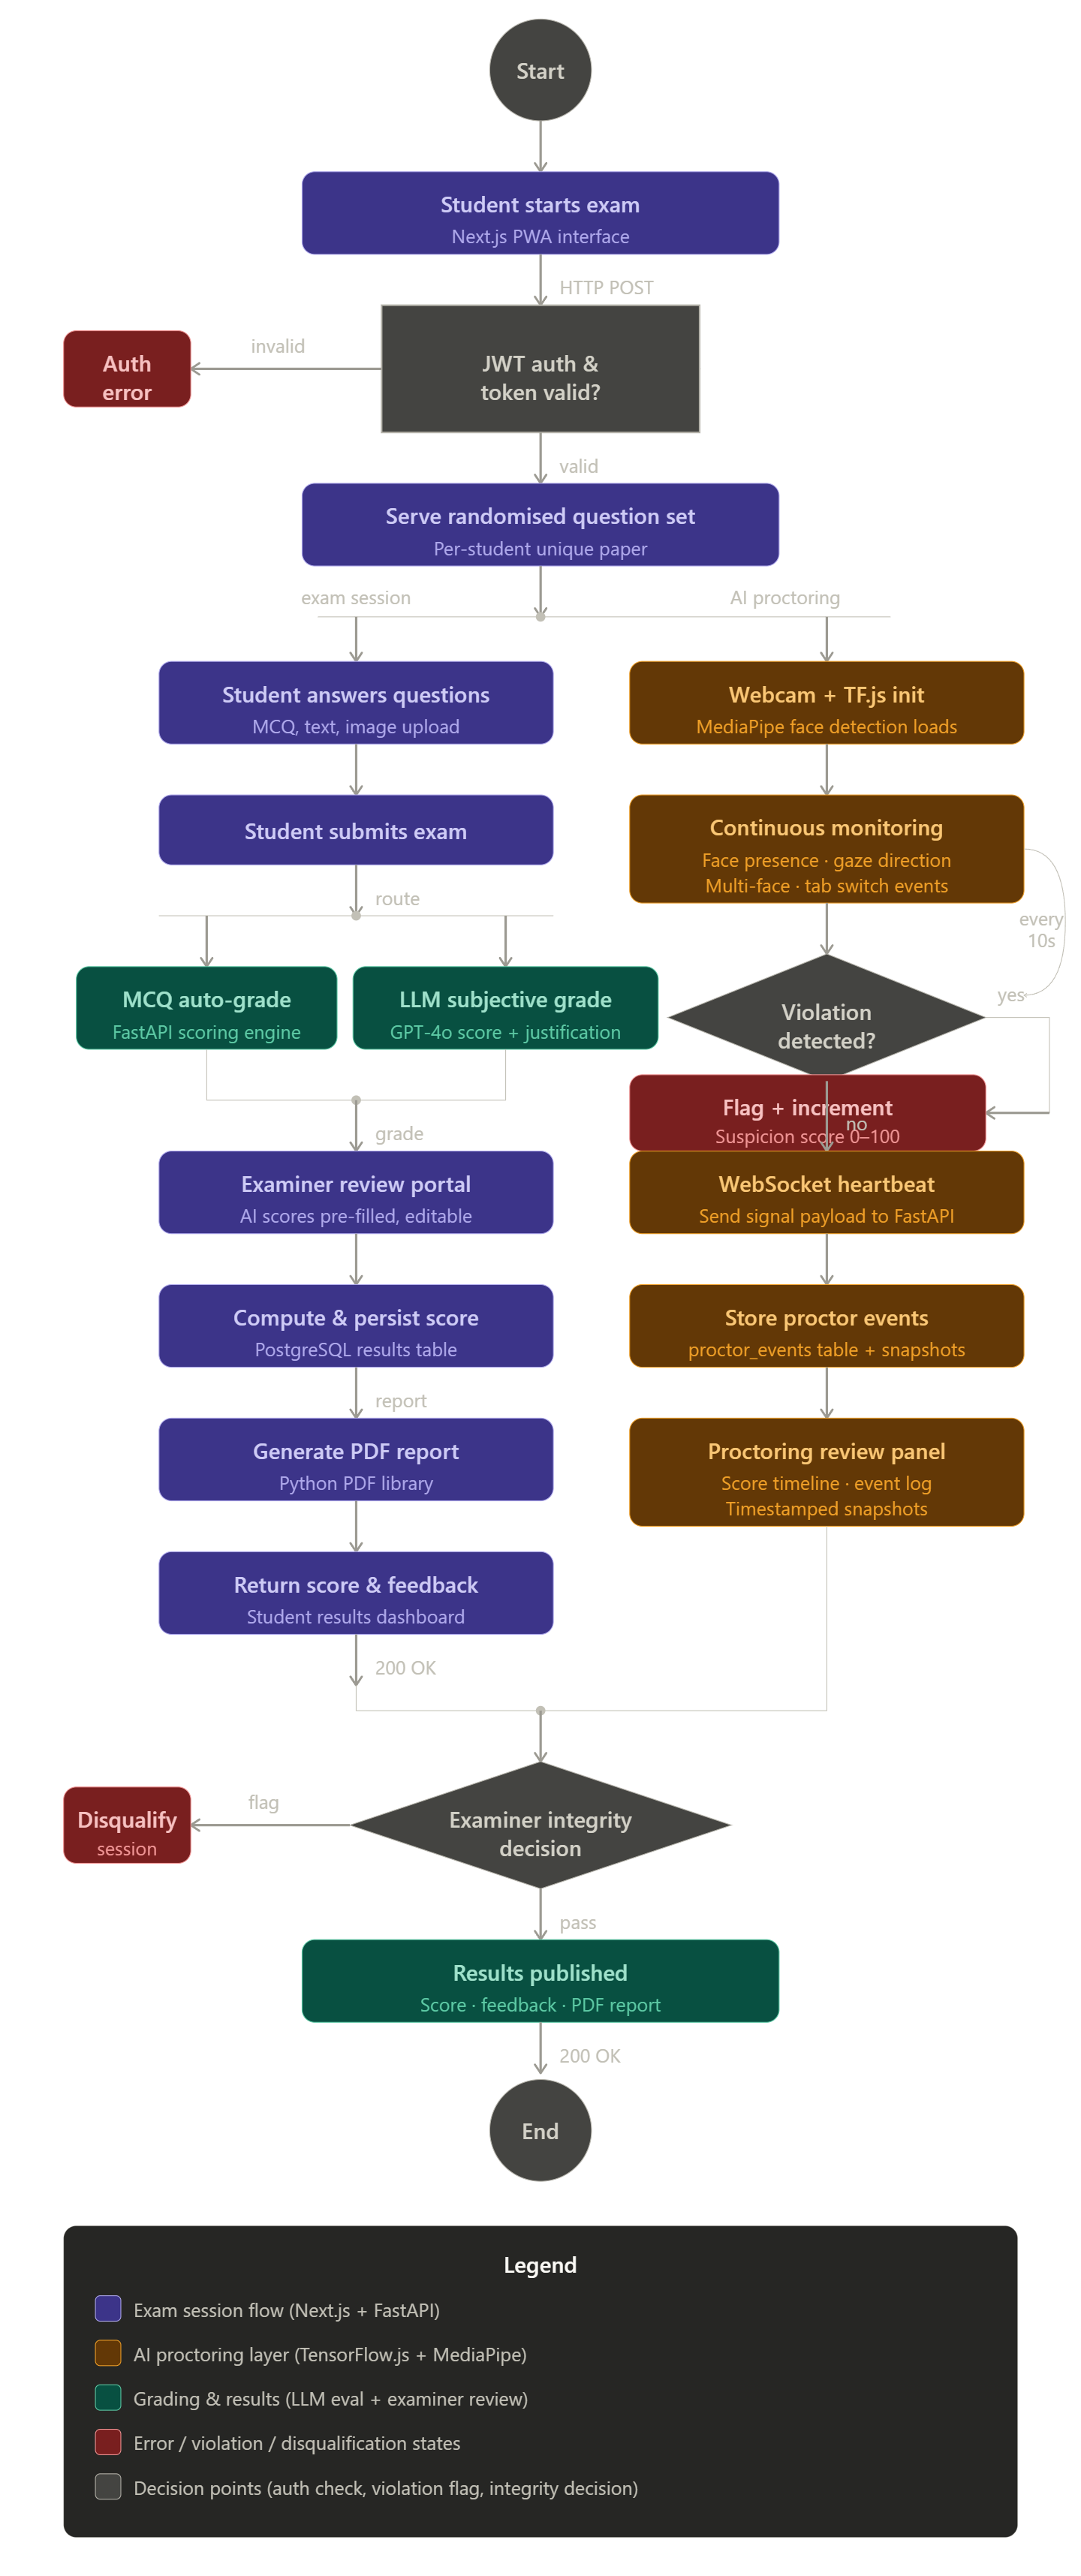 Start
Student starts exam
Next.js PWA interface
HTTP POST
invalid
Auth
error
JWT auth &
token valid?
valid
Serve randomised question set
Per-student unique paper
exam session
AI proctoring
Student answers questions
MCQ, text, image upload
Webcam + TF.js init
MediaPipe face detection loads
Student submits exam
Continuous monitoring
Face presence · gaze direction
Multi-face · tab switch events
route
every
10s
MCQ auto-grade
FastAPI scoring engine
LLM subjective grade
GPT-4o score + justification
Violation
detected?
yes
Flag + increment
Suspicion score 0–100
no
grade
Examiner review portal
AI scores pre-filled, editable
WebSocket heartbeat
Send signal payload to FastAPI
Compute & persist score
PostgreSQL results table
Store proctor events
proctor_events table + snapshots
report
Generate PDF report
Python PDF library
Proctoring review panel
Score timeline · event log
Timestamped snapshots
Return score & feedback
Student results dashboard
200 OK
flag
Disqualify
session
Examiner integrity
decision
pass
Results published
Score · feedback · PDF report
200 OK
End
Legend
Exam session flow (Next.js + FastAPI)
AI proctoring layer (TensorFlow.js + MediaPipe)
Grading & results (LLM eval + examiner review)
Error / violation / disqualification states
Decision points (auth check, violation flag, integrity decision)